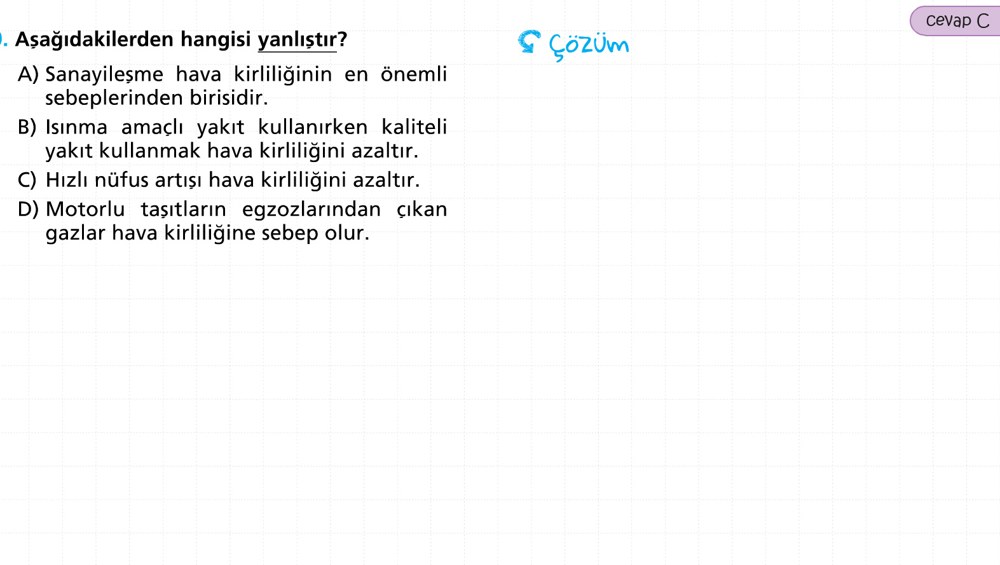 . Aşağıdakilerden hangisi yanlıştır?
A) Sanayileşme hava kirliliğinin en önemli
sebeplerinden birisidir.
B) Isınma amaçlı yakıt kullanırken kaliteli
yakıt kullanmak hava kirliliğini azaltır.
C) Hızlı nüfus artışı hava kirliliğini azaltır.
D) Motorlu taşıtların egzozlarından çıkan
gazlar hava kirliliğine sebep olur.
Çözüm
cevap C